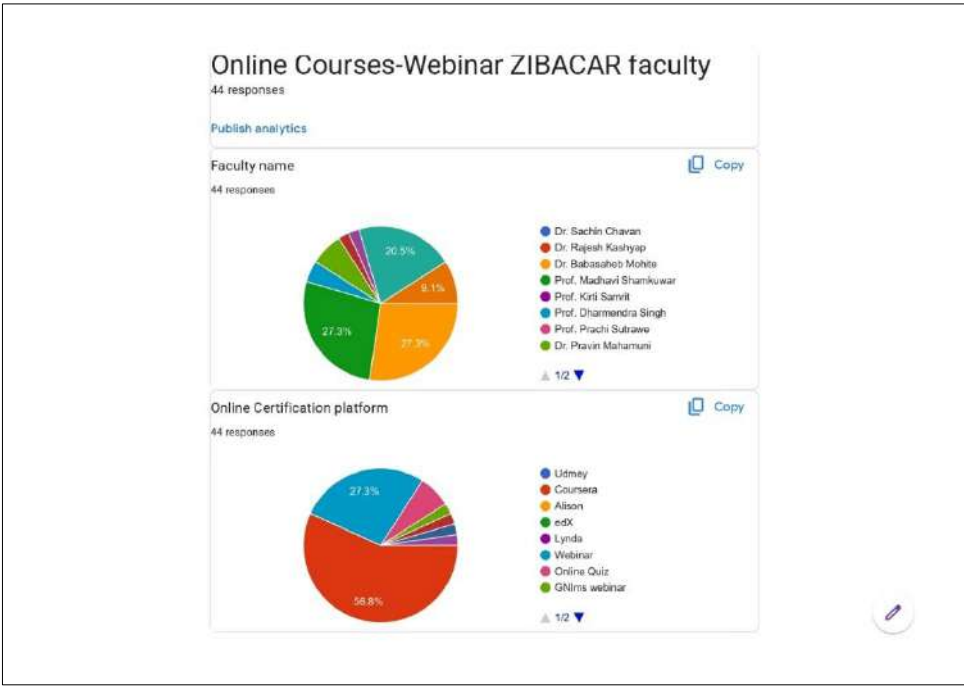 Online Courses-Webinar ZIBACAR faculty
44 responses
Publish analytics
Faculty name
Copy
44 responses
20.5%
9.1%
27.3%
27.3%
Dr. Sachin Chavan
Dr. Rajesh Kashyap
Dr. Babasaheb Mohite
Prof. Madhavi Shamkuwar
Prof. Kirti Samrit
Prof. Dharmendra Singh
Prof. Prachi Sutrawe
Dr. Pravin Mahamuni
1/2
Online Certification platform
Copy
44 responses
27.3%
56.8%
Udmey
Coursera
Alison
edX
Lynda
Webinar
Online Quiz
GNIms webinar
1/2